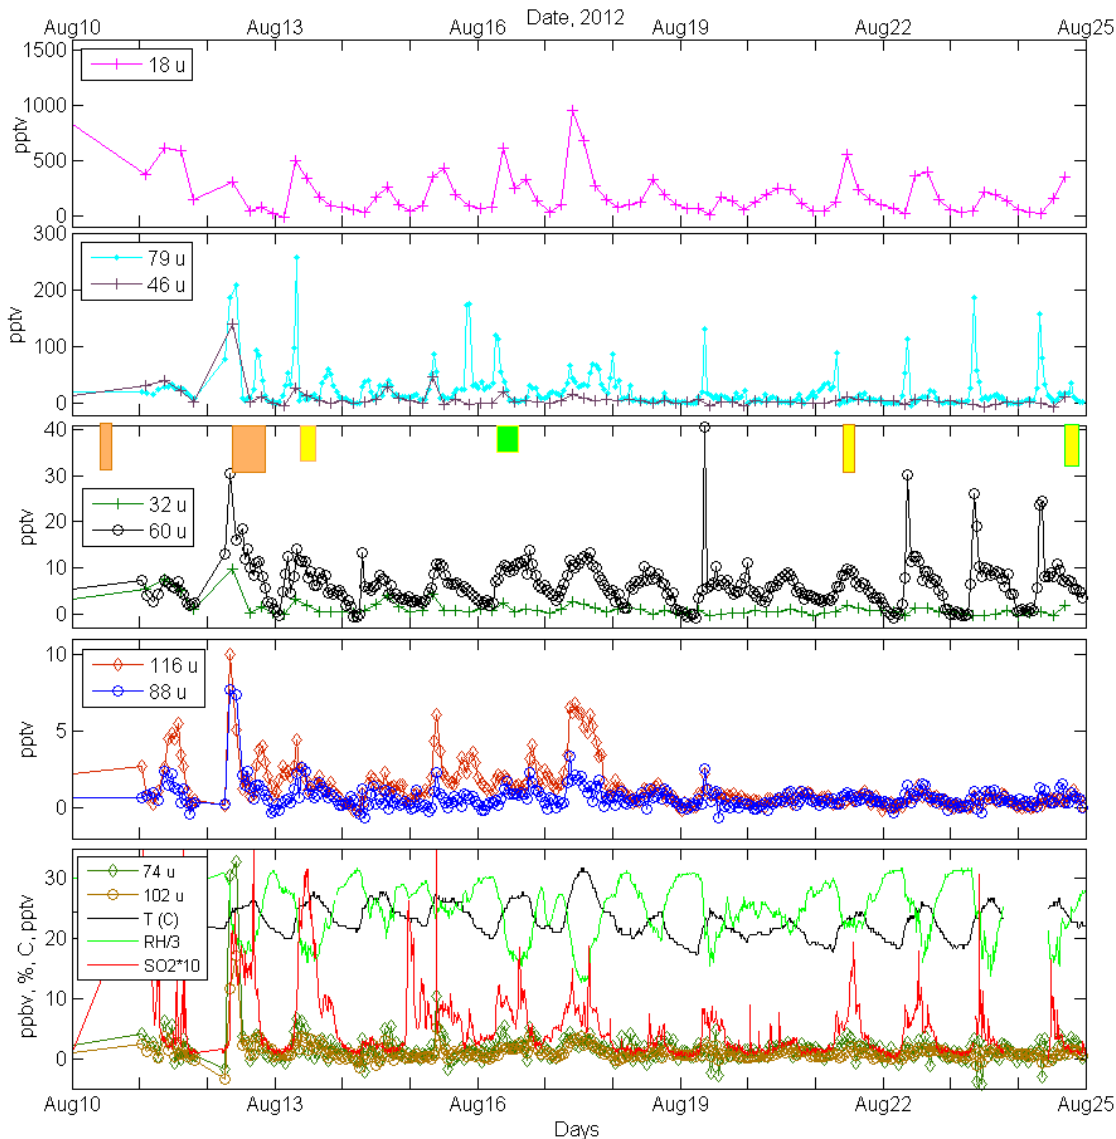 Date, 2012
Aug10 Aug13 Aug16 Aug19 Aug22 Aug25
1500
1000
500
0
pptv
18 u
300
200
100
0
pptv
79 u
46 u
40
30
20
10
0
pptv
32 u
60 u
10
5
0
pptv
116 u
88 u
30
20
10
0
ppbv, %, C, pptv
74 u
102 u
T (C)
RH/3
SO2*10
Aug10 Aug13 Aug16 Aug19 Aug22 Aug25
Days